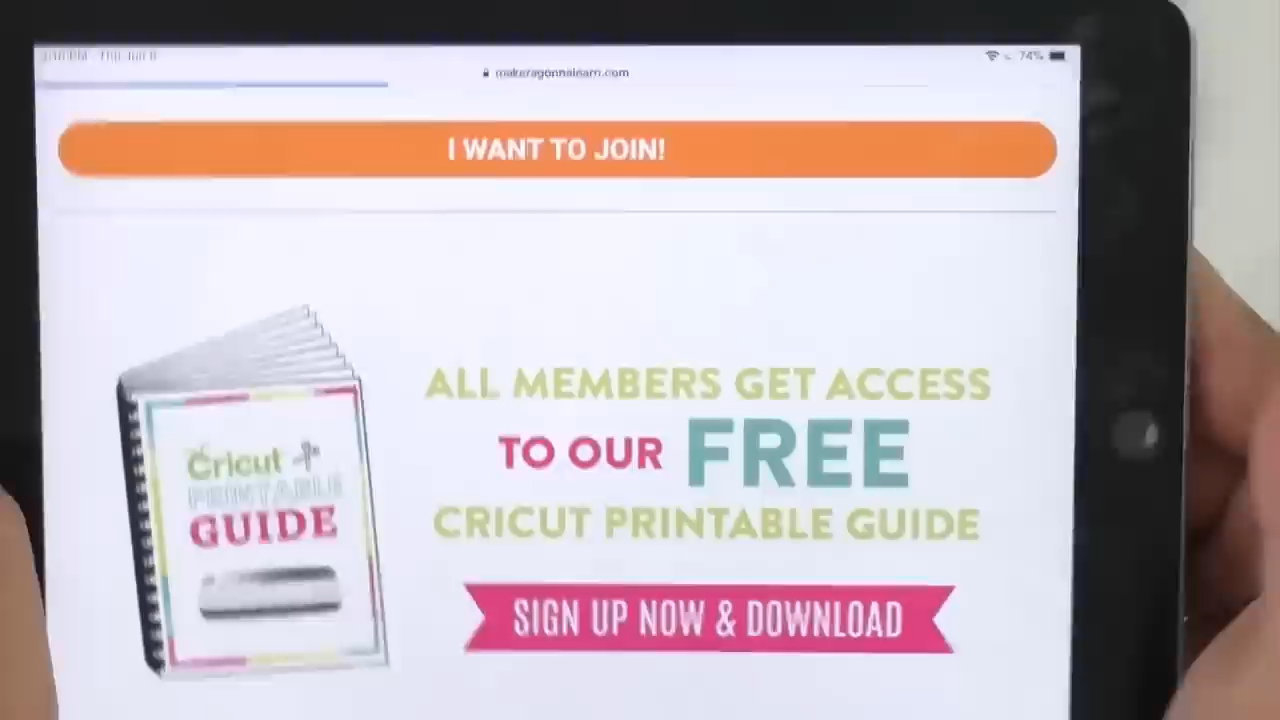 74%
makersgonnalearn.com
I WANT TO JOIN!
ALL MEMBERS GET ACCESS
TO OUR FREE
CRICUT PRINTABLE GUIDE
SIGN UP NOW & DOWNLOAD
Cricut
PRINTABLE
GUIDE